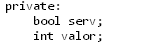 private:
    bool serv;
    int valor;